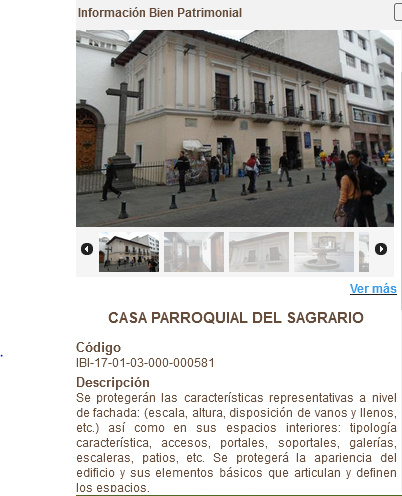 Información Bien Patrimonial
Ver más
CASA PARROQUIAL DEL SAGRARIO
Código
IBI-17-01-03-000-000581
Descripción
Se protegerán las características representativas a nivel
de fachada: (escala, altura, disposición de vanos y llenos,
etc.) así como en sus espacios interiores: tipología
característica, accesos, portales, soportales, galerías,
escaleras, patios, etc. Se protegerá la apariencia del
edificio y sus elementos básicos que articulan y definen
los espacios.